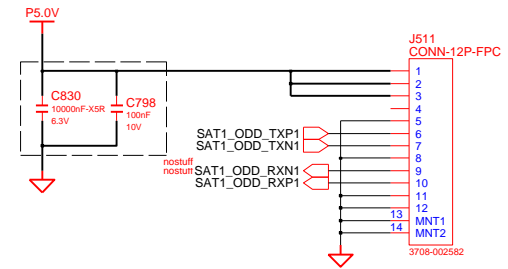 P5.0V
J511
CONN-12P-FPC
C830
10000nF-X5R
6.3V
C798
100nF
10V
1
2
3
4
5
SAT1_ODD_TXP1 6
SAT1_ODD_TXN1 7
8
nostuff
nostuff
SAT1_ODD_RXN1 9
SAT1_ODD_RXP1 10
11
12
13 MNT1
14 MNT2
3708-002582